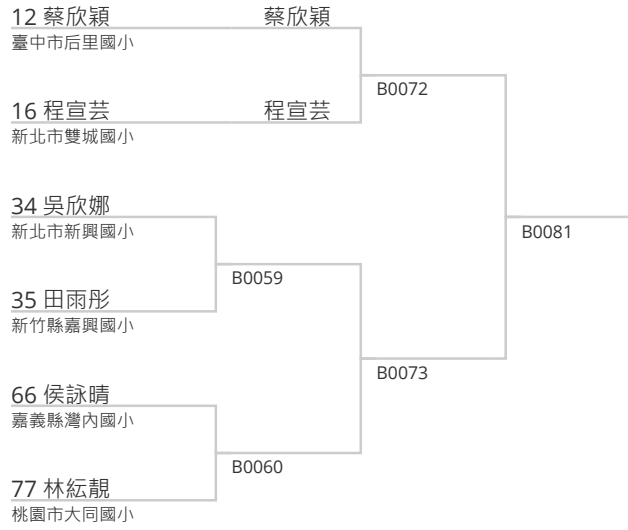 12 蔡欣穎 蔡欣穎
臺中市后里國小
B0072
16 程宣芸 程宣芸
新北市雙城國小
34 吳欣娜
新北市新興國小
B0081
B0059
35 田雨彤
新竹縣嘉興國小
B0073
66 侯詠晴
嘉義縣灣內國小
B0060
77 林紜靚
桃園市大同國小